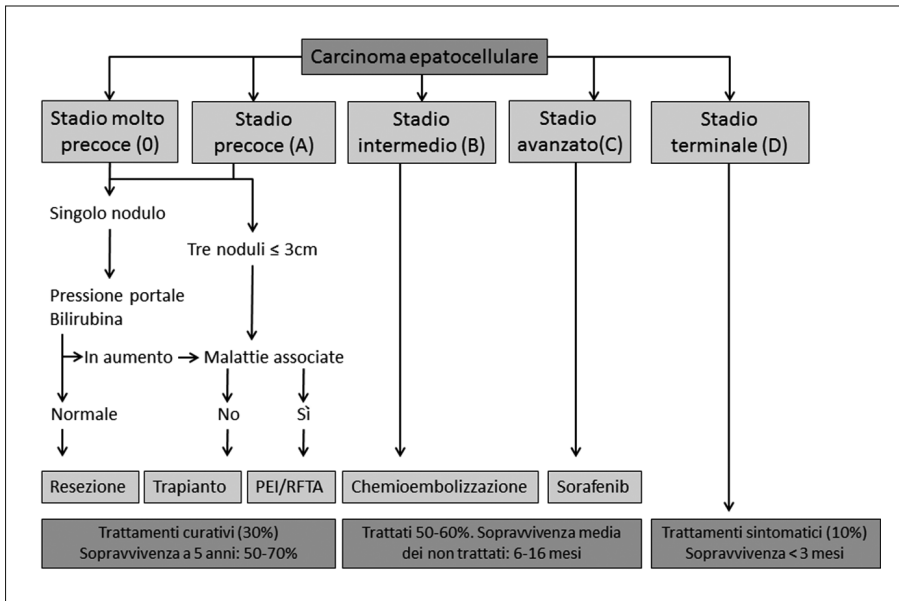 Carcinoma epatocellulare
Stadio molto
precoce (0)
Stadio
precoce (A)
Stadio
intermedio (B)
Stadio
avanzato(C)
Stadio
terminale (D)
Singolo nodulo
Tre noduli ≤ 3cm
Pressione portale
Bilirubina
In aumento
Malattie associate
Normale
No
Sì
Resezione
Trapianto
PEI/RFTA
Chemioembolizzazione
Sorafenib
Trattamenti curativi (30%)
Sopravvivenza a 5 anni: 50-70%
Trattati 50-60%. Sopravvivenza media
dei non trattati: 6-16 mesi
Trattamenti sintomatici (10%)
Sopravvivenza < 3 mesi